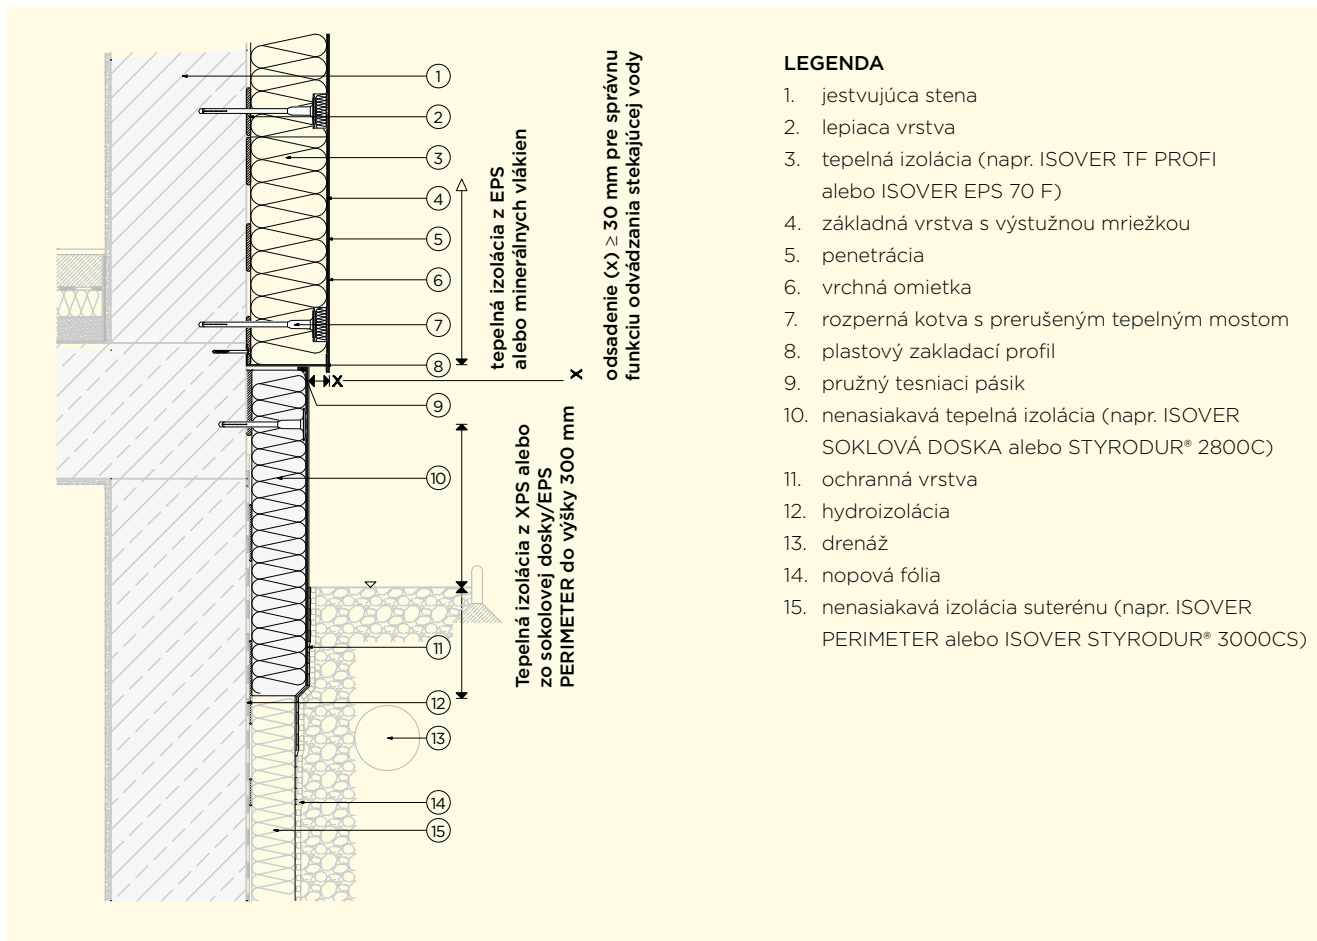 1
2
3
4
5
6
7
8
X
9
10
11
12
13
14
15
tepelná izolácia z EPS
alebo minerálnych vlákien
odsadenie (x) ≥ 30 mm pre správnu
funkciu odvádzania stekajúcej vody
x
Tepelná izolácia z XPS alebo
zo sokolovej dosky/EPS
PERIMETER do výšky 300 mm
LEGENDA
1. jestvujúca stena
2. lepiaca vrstva
3. tepelná izolácia (napr. ISOVER TF PROFI
alebo ISOVER EPS 70 F)
4. základná vrstva s výstužnou mriežkou
5. penetrácia
6. vrchná omietka
7. rozperná kotva s prerušeným tepelným mostom
8. plastový zakladací profil
9. pružný tesniaci pásik
10. nenasiakavá tepelná izolácia (napr. ISOVER
SOKLOVÁ DOSKA alebo STYRODUR® 2800C)
11. ochranná vrstva
12. hydroizolácia
13. drenáž
14. nopová fólia
15. nenasiakavá izolácia suterénu (napr. ISOVER
PERIMETER alebo ISOVER STYRODUR® 3000CS)